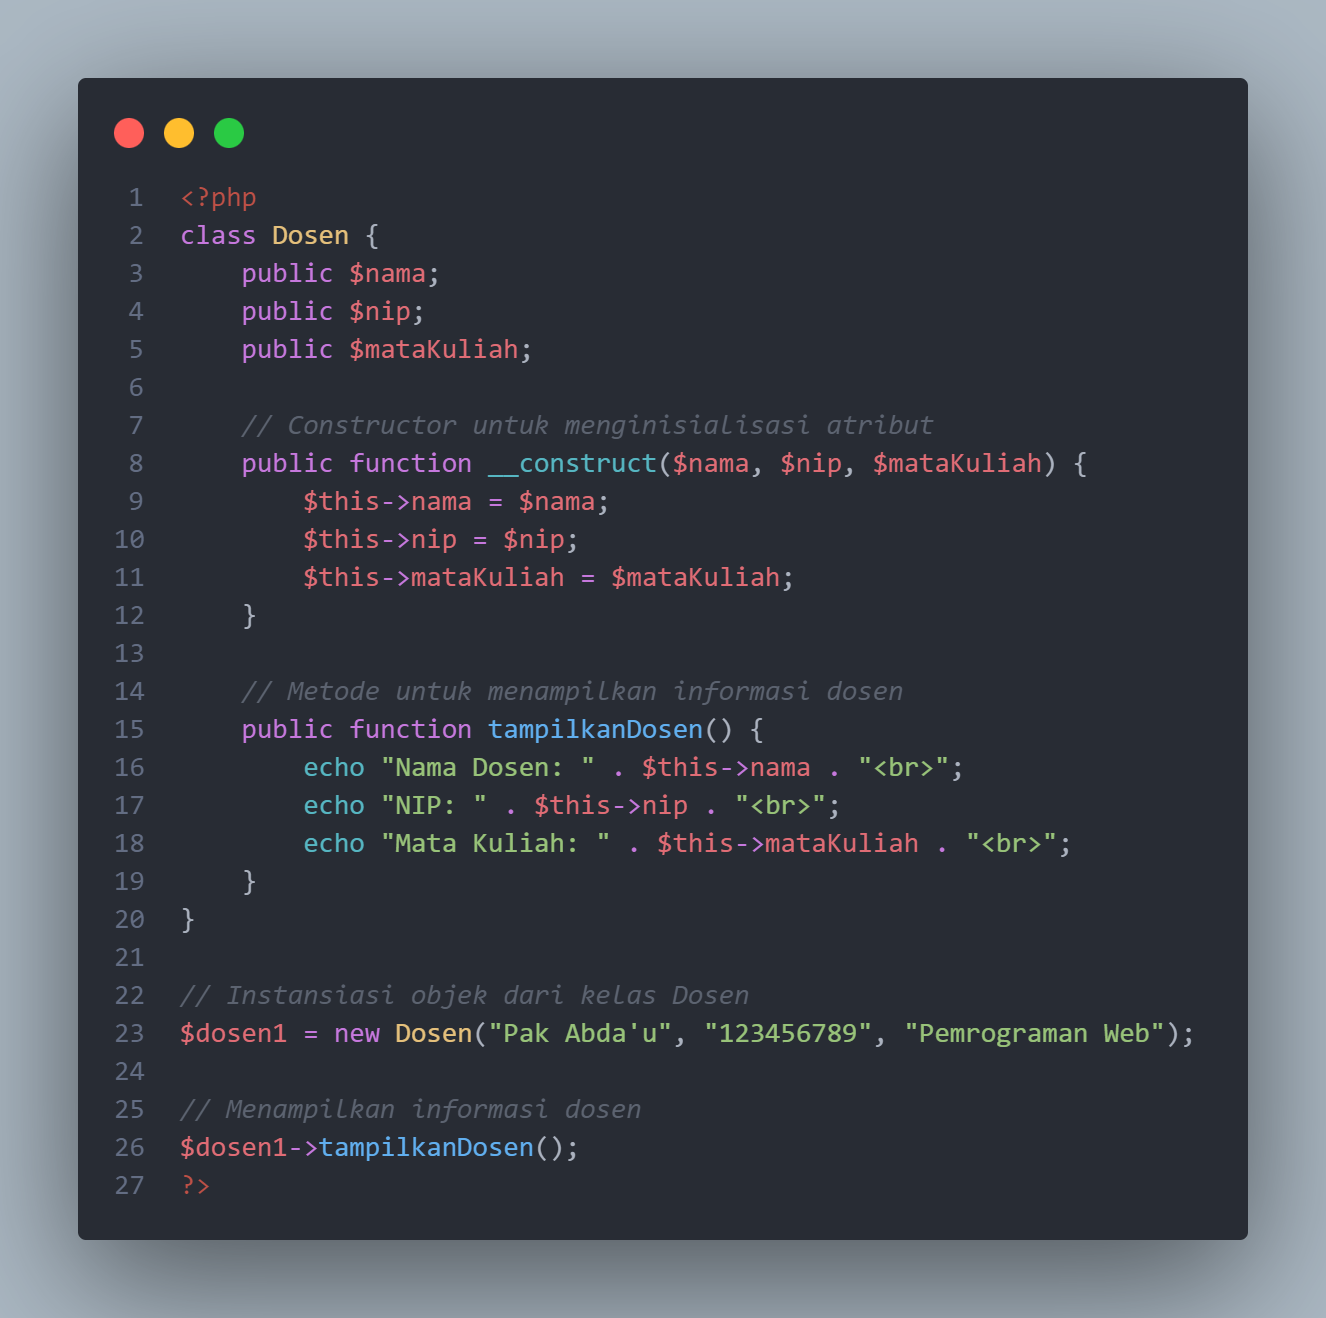 1 <?php
2 class Dosen {
3     public $nama;
4     public $nip;
5     public $mataKuliah;
6
7     // Constructor untuk menginisialisasi atribut
8     public function __construct($nama, $nip, $mataKuliah) {
9         $this->nama = $nama;
10         $this->nip = $nip;
11         $this->mataKuliah = $mataKuliah;
12     }
13
14     // Metode untuk menampilkan informasi dosen
15     public function tampilkanDosen() {
16         echo "Nama Dosen: " . $this->nama . "<br>";
17         echo "NIP: " . $this->nip . "<br>";
18         echo "Mata Kuliah: " . $this->mataKuliah . "<br>";
19     }
20 }
21
22 // Instansiasi objek dari kelas Dosen
23 $dosen1 = new Dosen("Pak Abda'u", "123456789", "Pemrograman Web");
24
25 // Menampilkan informasi dosen
26 $dosen1->tampilkanDosen();
27 ?>